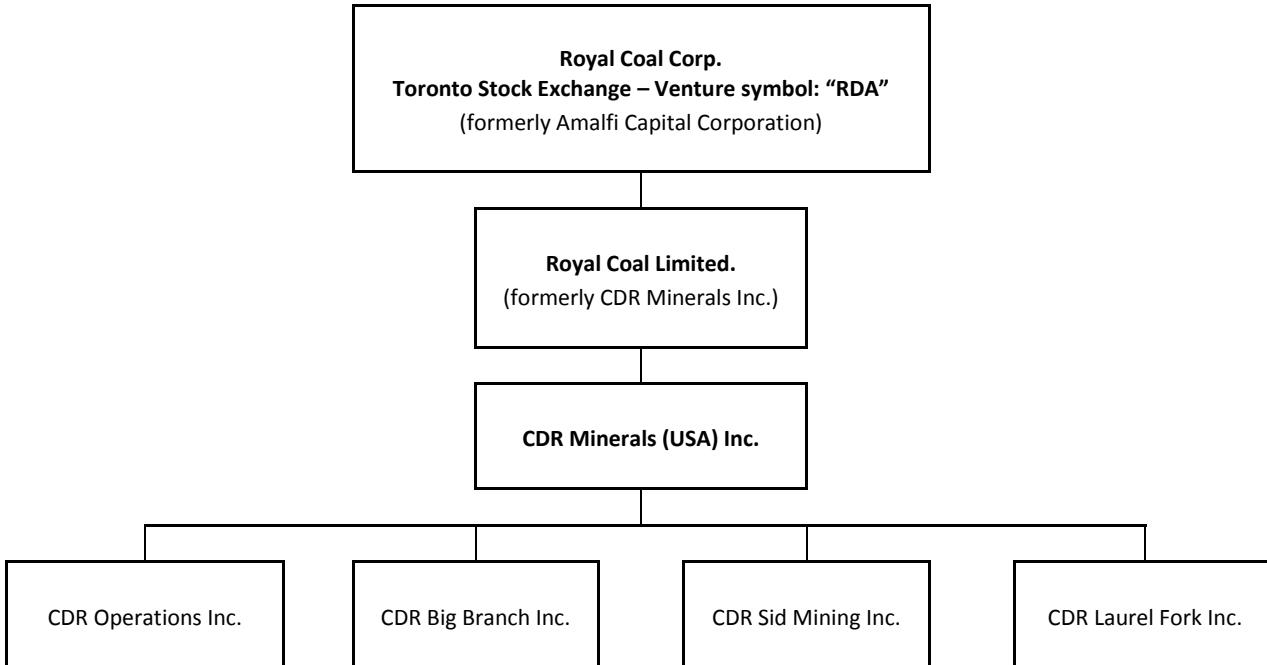 Royal Coal Corp.
Toronto Stock Exchange – Venture symbol: “RDA”
(formerly Amalfi Capital Corporation)
Royal Coal Limited.
(formerly CDR Minerals Inc.)
CDR Minerals (USA) Inc.
CDR Operations Inc.
CDR Big Branch Inc.
CDR Sid Mining Inc.
CDR Laurel Fork Inc.